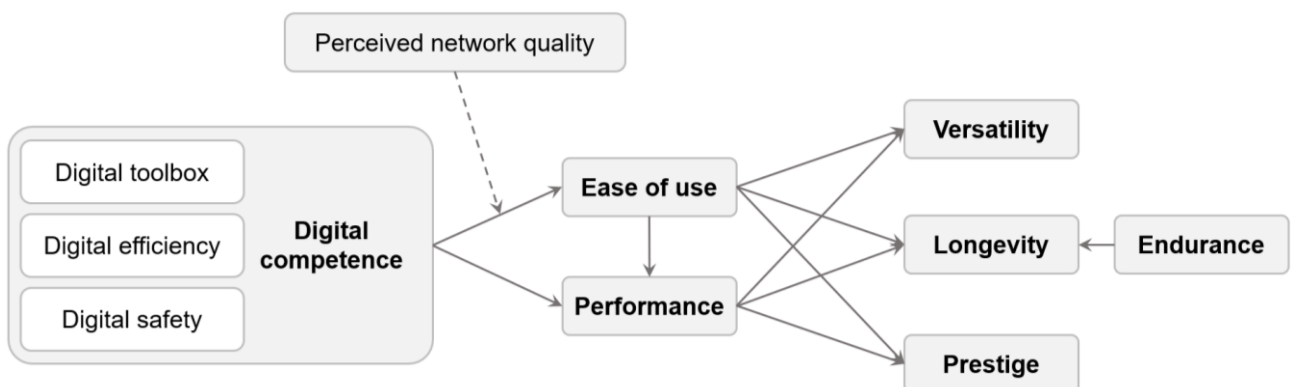 Perceived network quality
Digital toolbox
Digital efficiency
Digital safety
Digital
competence
Ease of use
Performance
Versatility
Longevity
Prestige
Endurance